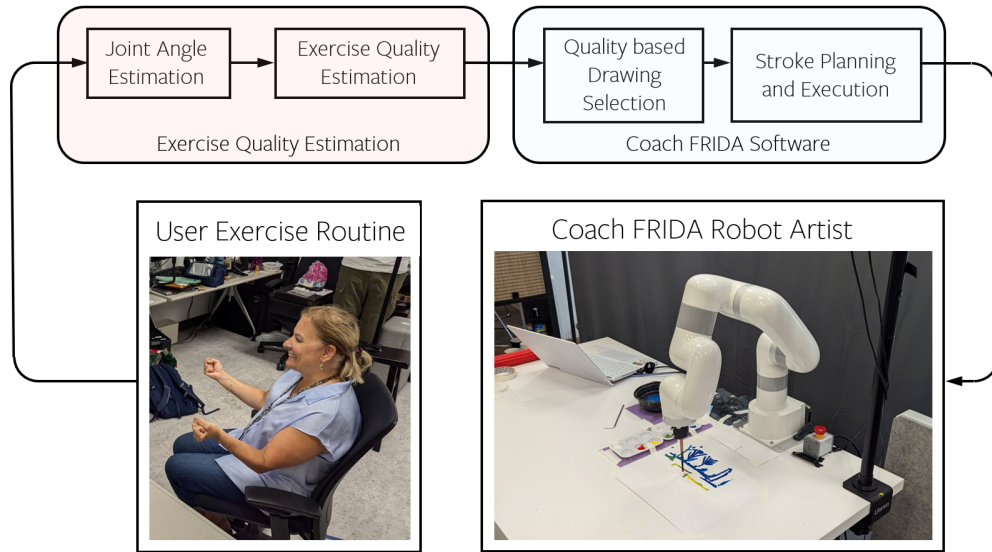 Joint Angle
Estimation
Exercise Quality
Estimation
Exercise Quality Estimation
Quality based
Drawing
Selection
Stroke Planning
and Execution
Coach FRIDA Software
User Exercise Routine
Coach FRIDA Robot Artist